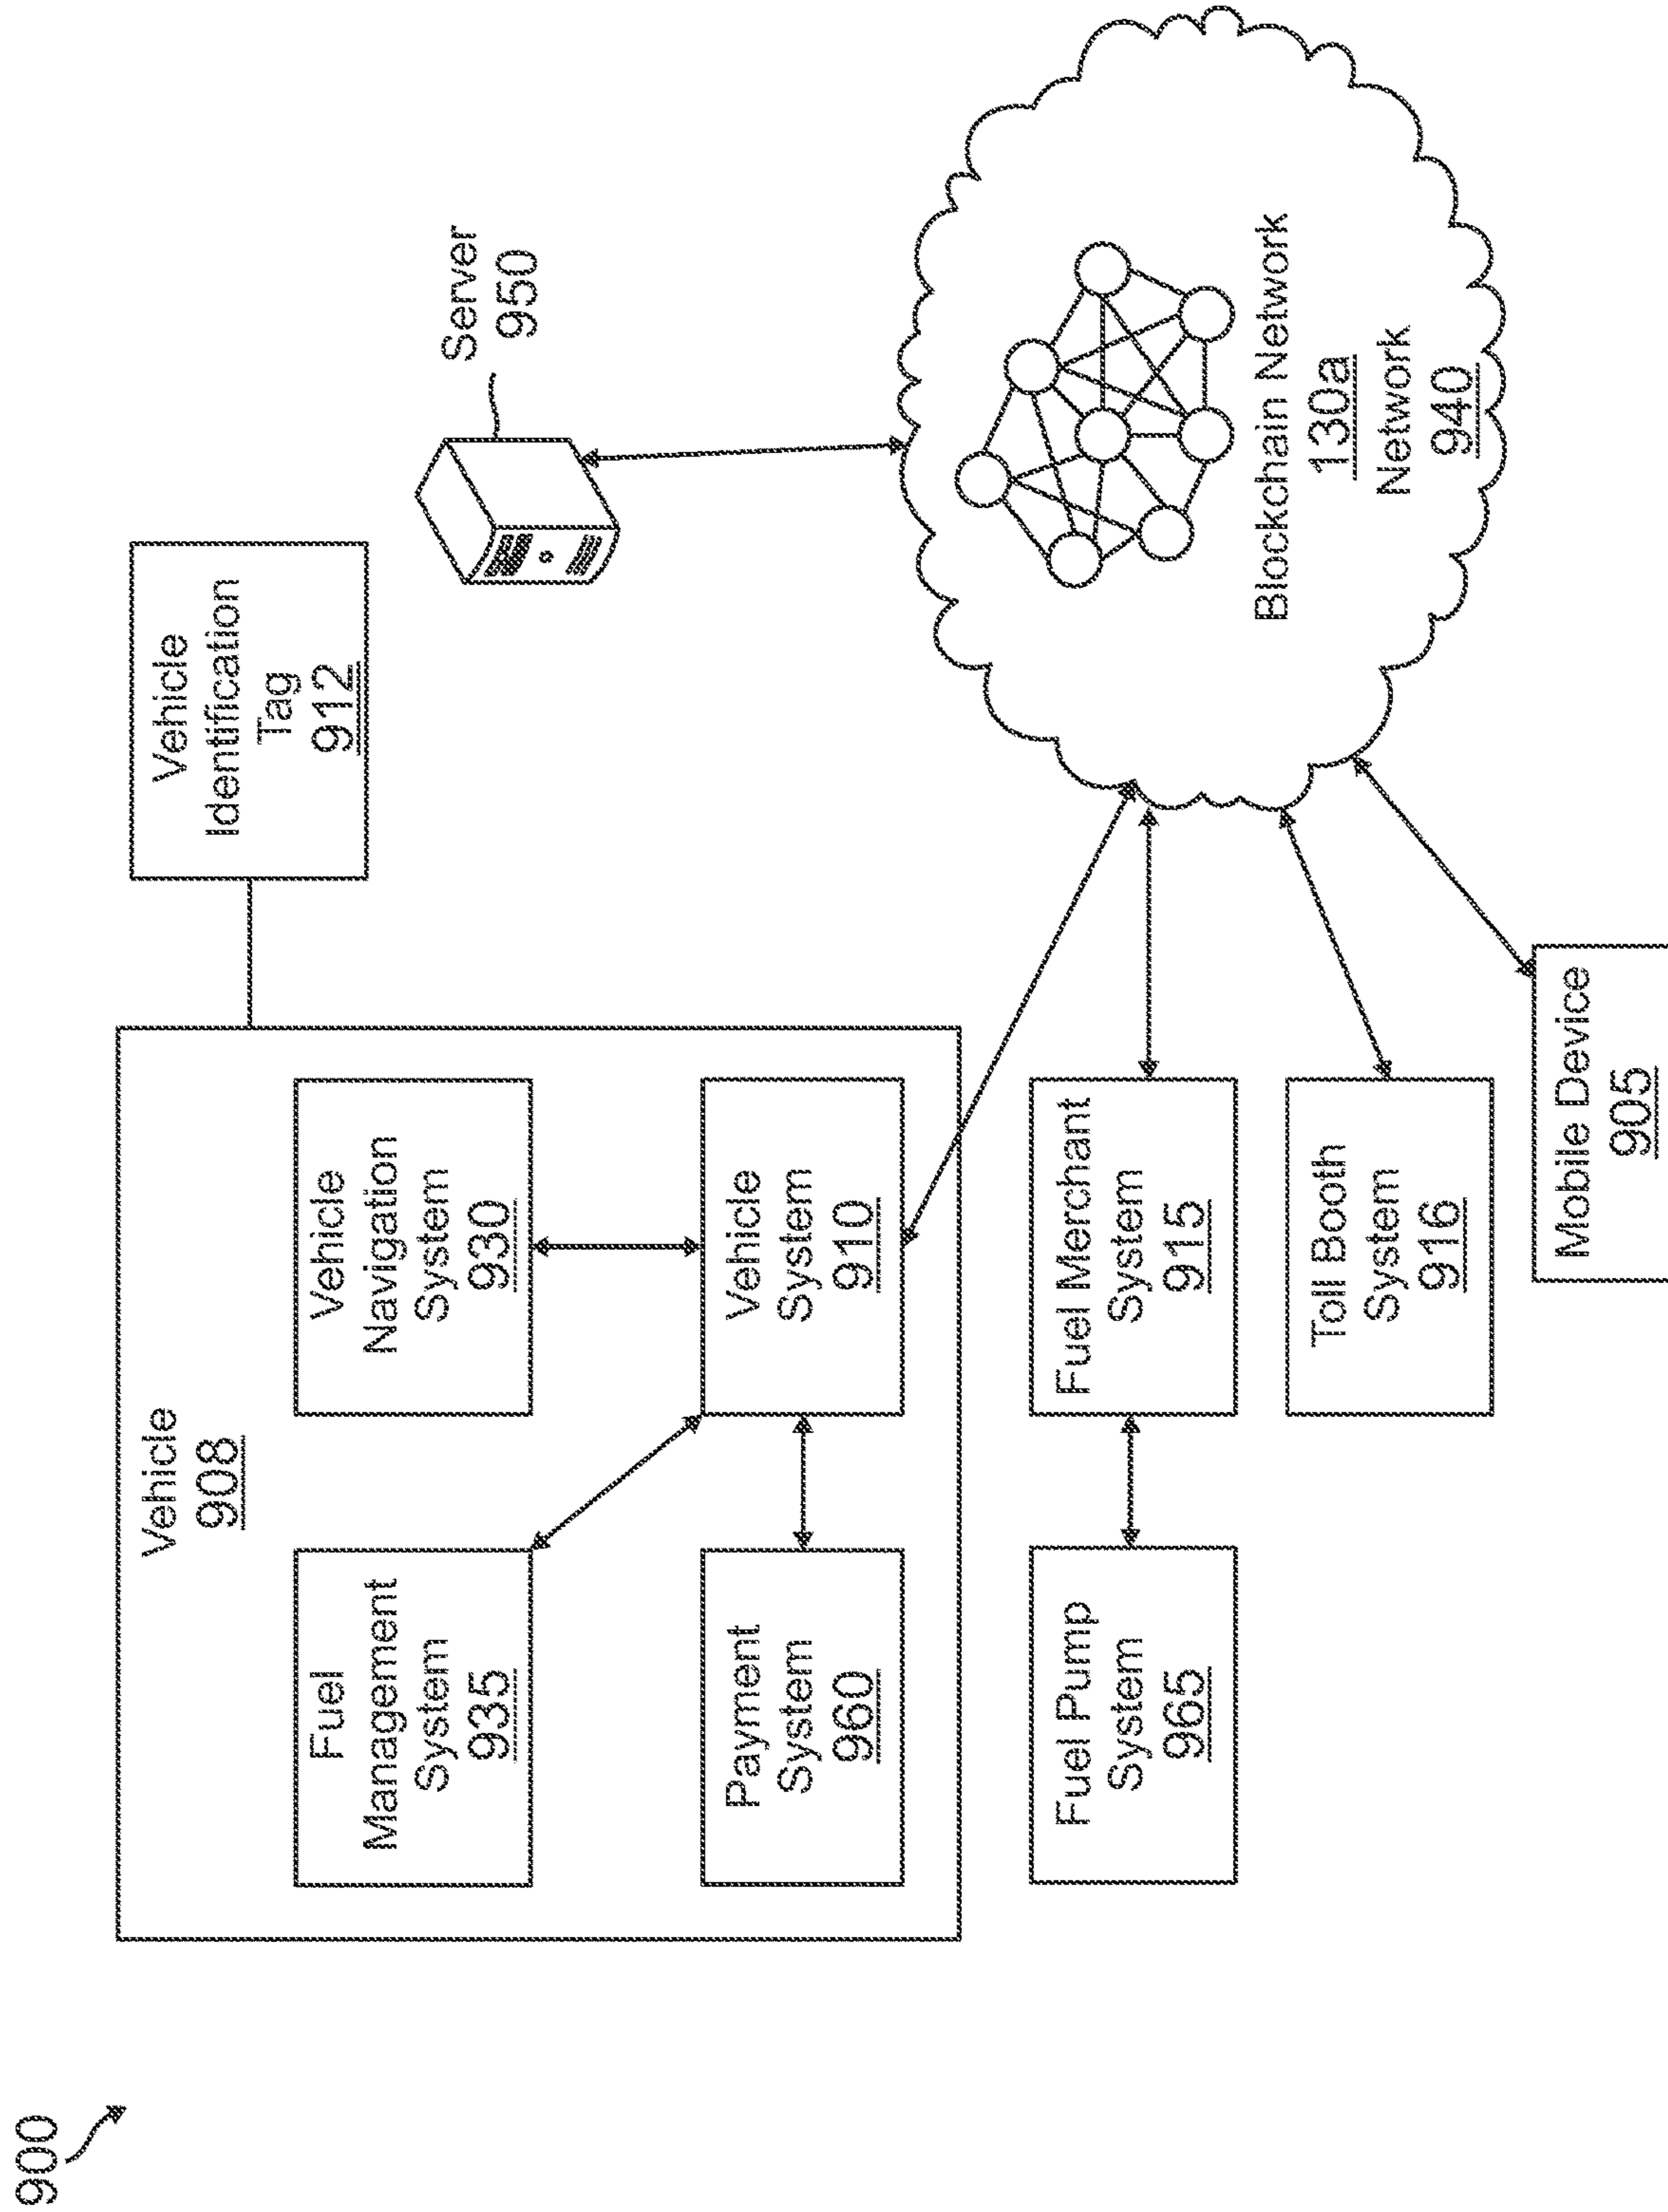 900
Vehicle
908
Fuel
Management
System
935
Vehicle
Navigation
System
930
Payment
System
960
Vehicle
System
910
Vehicle
Identification
Tag
912
Server
950
Fuel Pump
System
965
Fuel Merchant
System
915
Toll Booth
System
916
Mobile Device
905
Blockchain Network
130a
Network
940